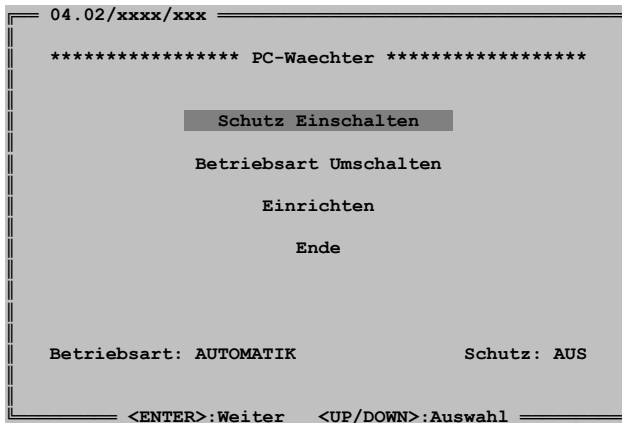 04.02/xxxx/xxx
***************** PC-Waechter ******************
Schutz Einschalten
Betriebsart Umschalten
Einrichten
Ende
Betriebsart: AUTOMATIK Schutz: AUS
<ENTER>:Weiter <UP/DOWN>:Auswahl